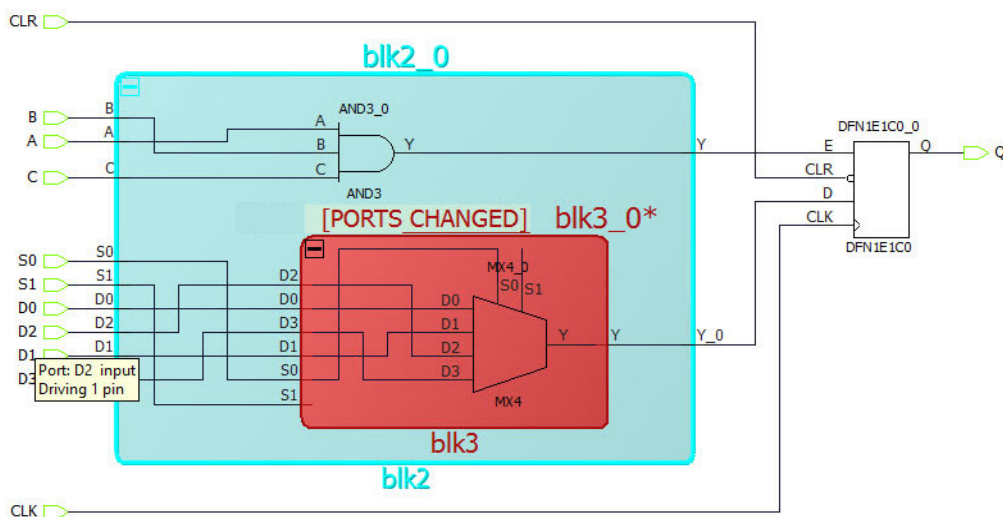 CLR
blk2_0
B
B
AND3_0
A
A
A
B
Y
Y
C
C
C
AND3
DFN1E1C0_0
E
Q
Q
CLR
D
CLK
DFN1E1C0
[PORTS CHANGED]
blk3_0*
S0
S0
S1
S1
D0
D0
D2
D2
D1
D1
D3
Port: D2 input
Driving 1 pin
D2
D0
D3
D1
S0
S1
MX4_0
S0
S1
D0
D1
D2
D3
Y
Y
Y_0
MX4
blk3
blk2
CLK